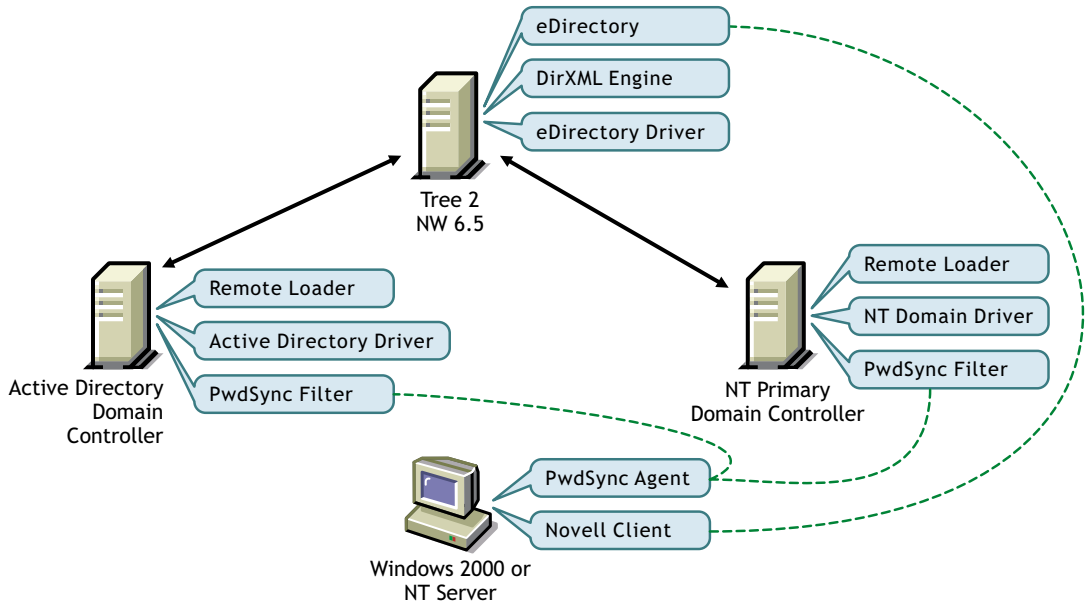 eDirectory
DirXML Engine
eDirectory Driver
Tree 2
NW 6.5
Remote Loader
Active Directory Driver
PwdSync Filter
Active Directory
Domain
Controller
Remote Loader
NT Domain Driver
PwdSync Filter
NT Primary
Domain Controller
PwdSync Agent
Novell Client
Windows 2000 or
NT Server